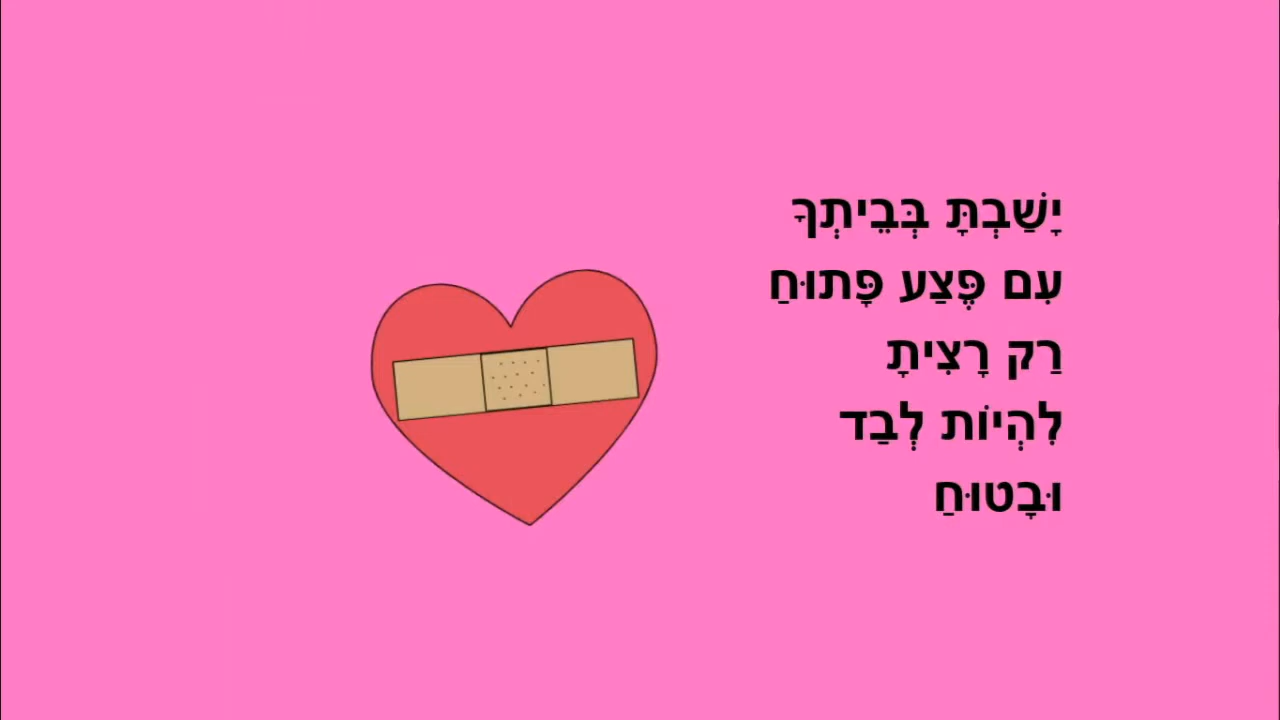 יָשַׁבְתָּ בְּבֵיתְךָ
עִם פֶּצַע פָּתוּחַ
רַק רָצִיתָ
לִהְיוֹת לְבַד
וּבָטוּחַ